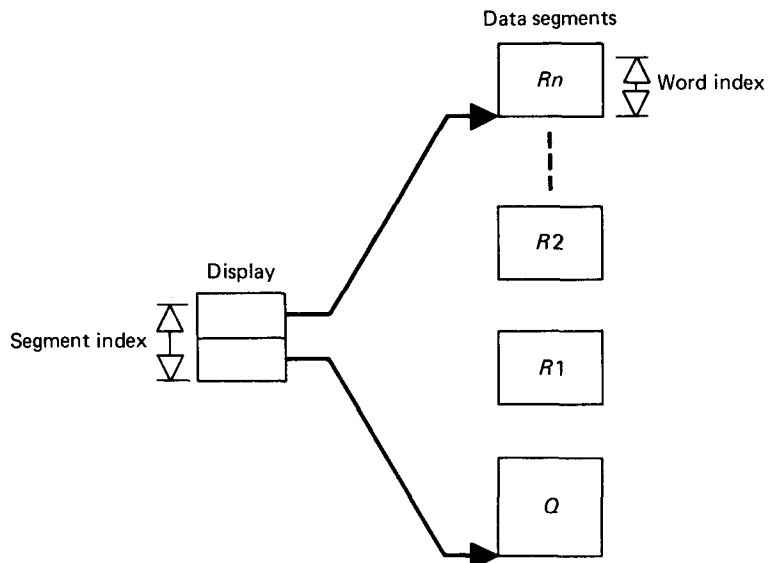 Data segments
Rn
Word index
R2
Display
Segment index
R1
Q